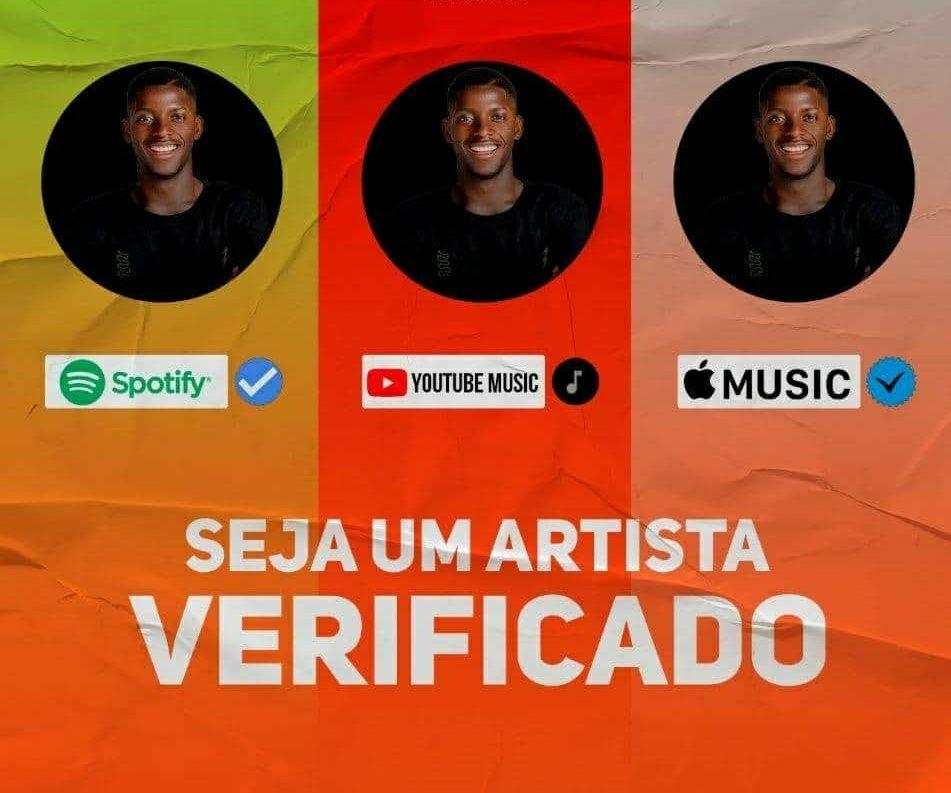 Spotify
YOUTUBE MUSIC
MUSIC
SEJA UM ARTISTA
VERIFICADO